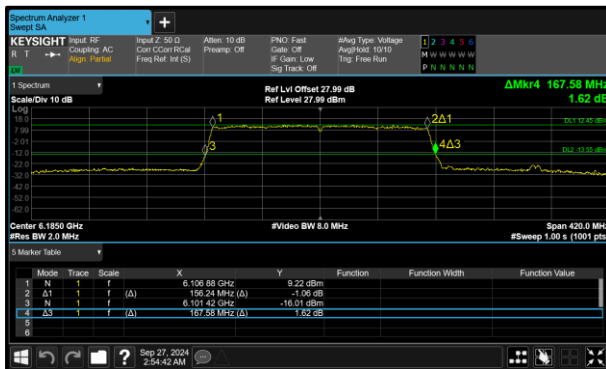 Spectrum Analyzer 1
Swept SA
KEYSIGHT Input: RF Input Z: 50 Ω Atten: 10 dB PNO: Fast #Avg Type: Voltage 1 2 3 4 5 6
R T Coupling: AC Corr CCorr RCal Preamp: Off Gate: Off Avg|Hold: 10/10 M W W W W W
Align: Partial Freq Ref: Int (S) IF Gain: Low Trig: Free Run P N N N N N
Sig Track: Off
1 Spectrum Ref Lvl Offset 27.99 dB ΔMkr4 167.58 MHz
Scale/Div 10 dB Ref Level 27.99 dBm 1.62 dB
Log
18.0
7.99
-2.01
-12.0
-22.0
-32.0
-42.0
-52.0
-62.0
1
2Δ1
DL1 12.45 dBm
3
4Δ3
DL2 -13.55 dBm
Center 6.1850 GHz #Video BW 8.0 MHz Span 420.0 MHz
#Res BW 2.0 MHz #Sweep 1.00 s (1001 pts)
5 Marker Table
Mode Trace Scale X Y Function Function Width Function Value
1 N 1 f 6.106 88 GHz 9.22 dBm
2 Δ1 1 f (Δ) 156.24 MHz (Δ) -1.06 dB
3 N 1 f 6.101 42 GHz -16.01 dBm
4 Δ3 1 f (Δ) 167.58 MHz (Δ) 1.62 dB
5
6
? Sep 27, 2024
2:54:42 AM